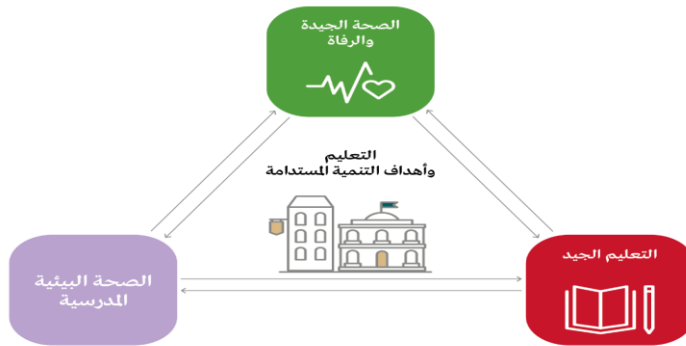 الصحة الجيدة
والرفاة
التعليم
وأهداف التنمية المستدامة
التعليم الجيد
الصحة البيئية
المدرسية